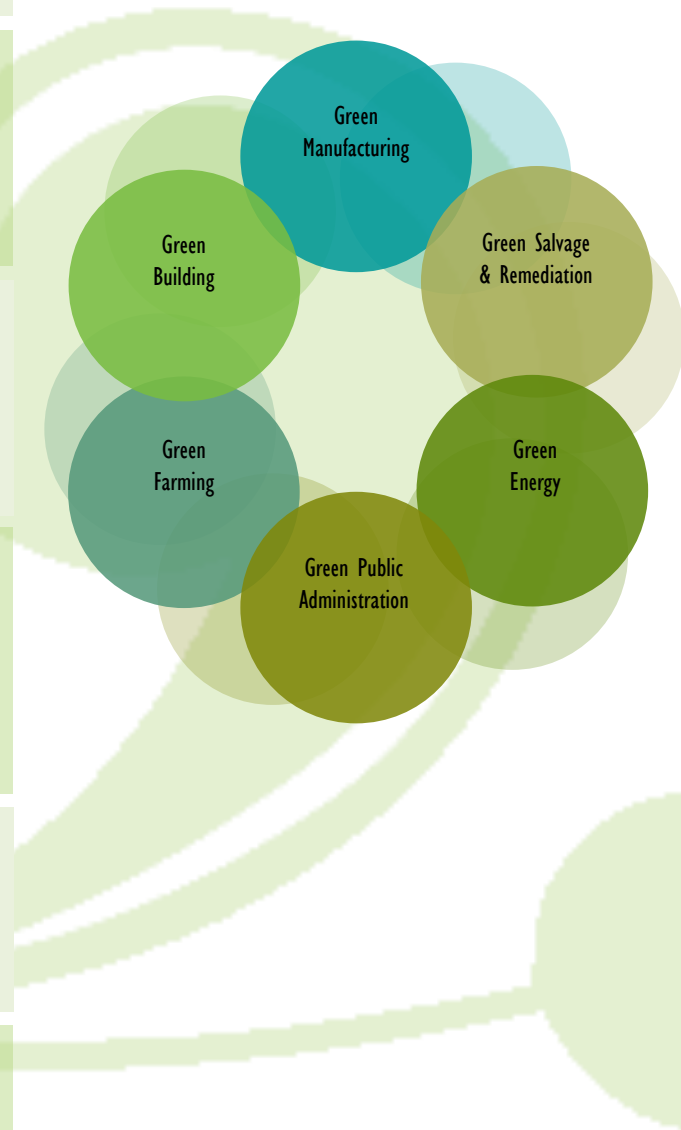 Green
Manufacturing
Green Salvage
& Remediation
Green
Building
Green
Energy
Green
Farming
Green Public
Administration